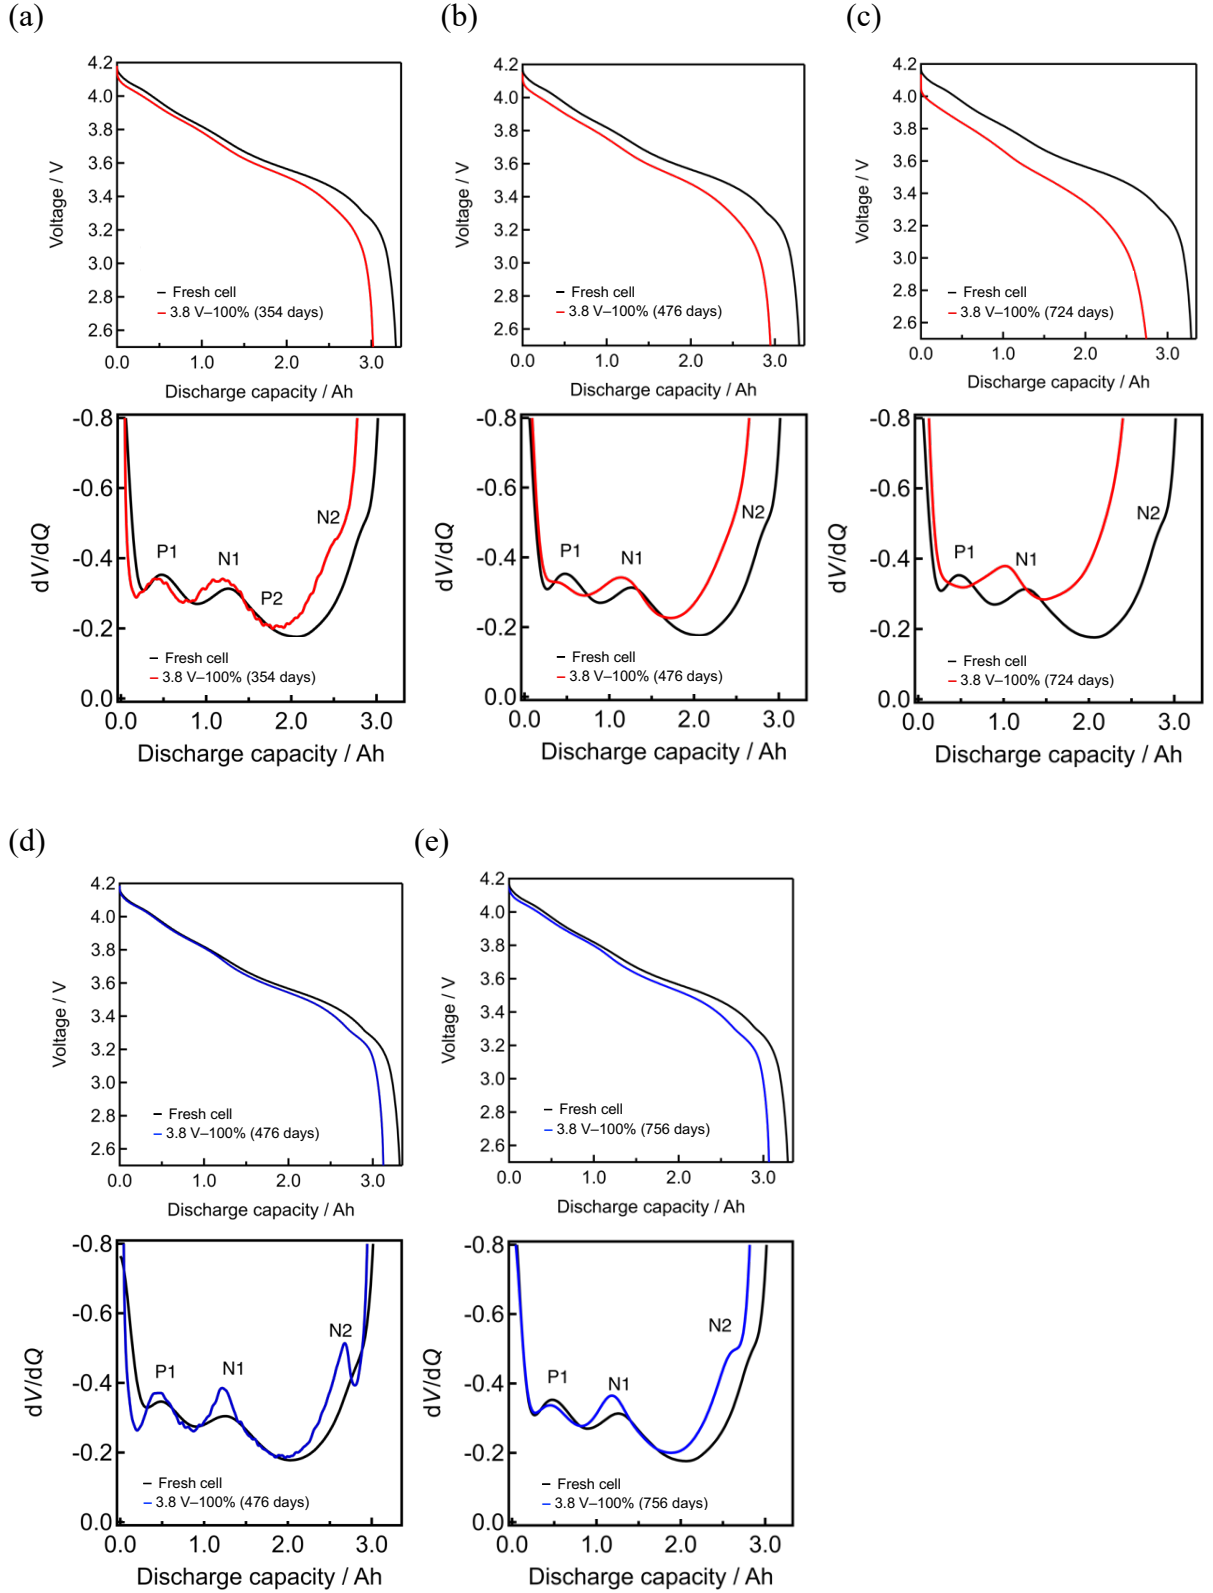 (a)
4.2
4.0
3.8
3.6
3.4
3.2
3.0
2.8
2.6
Voltage / V
Fresh cell
3.8 V–100% (354 days)
0.0 1.0 2.0 3.0
Discharge capacity / Ah
-0.8
-0.6
-0.4
-0.2
0.0
dV/dQ
P1
N1
P2
N2
Fresh cell
3.8 V–100% (354 days)
0.0 1.0 2.0 3.0
Discharge capacity / Ah
(b)
4.2
4.0
3.8
3.6
3.4
3.2
3.0
2.8
2.6
Voltage / V
Fresh cell
3.8 V–100% (476 days)
0.0 1.0 2.0 3.0
Discharge capacity / Ah
-0.8
-0.6
-0.4
-0.2
0.0
dV/dQ
P1
N1
N2
Fresh cell
3.8 V–100% (476 days)
0.0 1.0 2.0 3.0
Discharge capacity / Ah
(c)
4.2
4.0
3.8
3.6
3.4
3.2
3.0
2.8
2.6
Voltage / V
Fresh cell
3.8 V–100% (724 days)
0.0 1.0 2.0 3.0
Discharge capacity / Ah
-0.8
-0.6
-0.4
-0.2
0.0
dV/dQ
P1
N1
N2
Fresh cell
3.8 V–100% (724 days)
0.0 1.0 2.0 3.0
Discharge capacity / Ah
(d)
4.2
4.0
3.8
3.6
3.4
3.2
3.0
2.8
2.6
Voltage / V
Fresh cell
3.8 V–100% (476 days)
0.0 1.0 2.0 3.0
Discharge capacity / Ah
-0.8
-0.6
-0.4
-0.2
0.0
dV/dQ
P1
N1
N2
Fresh cell
3.8 V–100% (476 days)
0.0 1.0 2.0 3.0
Discharge capacity / Ah
(e)
4.2
4.0
3.8
3.6
3.4
3.2
3.0
2.8
2.6
Voltage / V
Fresh cell
3.8 V–100% (756 days)
0.0 1.0 2.0 3.0
Discharge capacity / Ah
-0.8
-0.6
-0.4
-0.2
0.0
dV/dQ
P1
N1
N2
Fresh cell
3.8 V–100% (756 days)
0.0 1.0 2.0 3.0
Discharge capacity / Ah